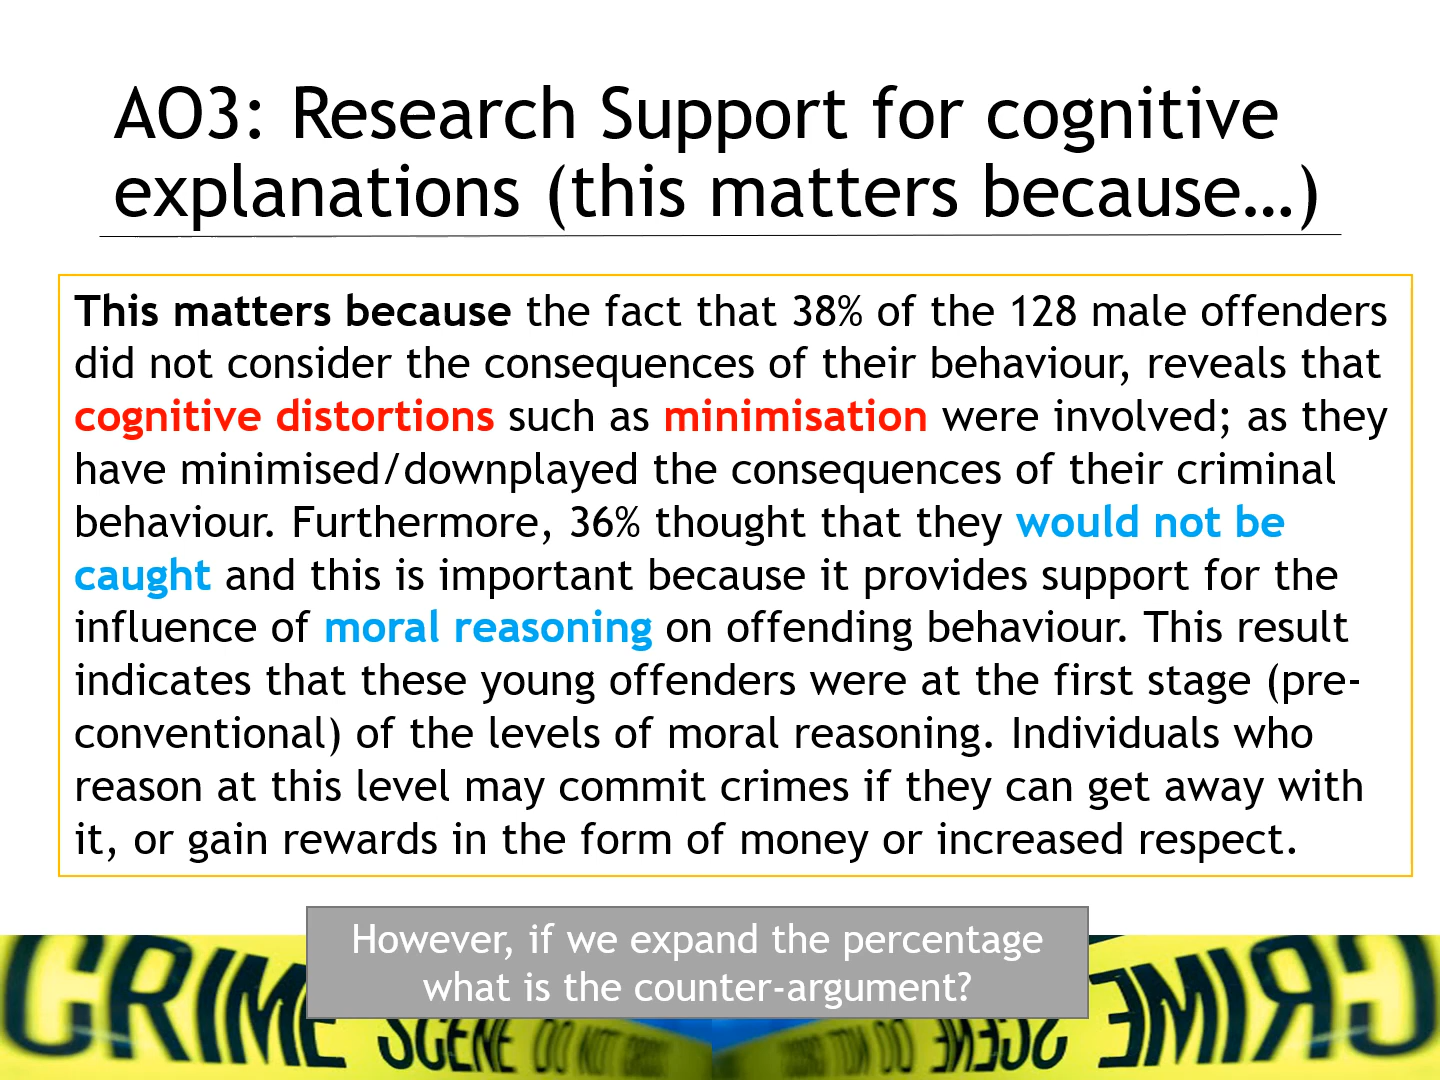 AO3: Research Support for cognitive
explanations (this matters because…)
This matters because the fact that 38% of the 128 male offenders
did not consider the consequences of their behaviour, reveals that
cognitive distortions such as minimisation were involved; as they
have minimised/downplayed the consequences of their criminal
behaviour. Furthermore, 36% thought that they would not be
caught and this is important because it provides support for the
influence of moral reasoning on offending behaviour. This result
indicates that these young offenders were at the first stage (pre-
conventional) of the levels of moral reasoning. Individuals who
reason at this level may commit crimes if they can get away with
it, or gain rewards in the form of money or increased respect.
However, if we expand the percentage
what is the counter-argument?
CRIME SCENE DO NOT CROSS
CRIME SCENE DO NOT CROSS